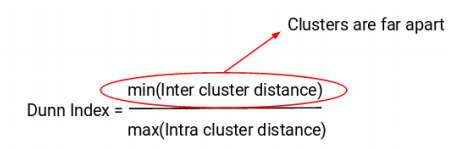 Clusters are far apart
min(Inter cluster distance)
Dunn Index =
max(Intra cluster distance)